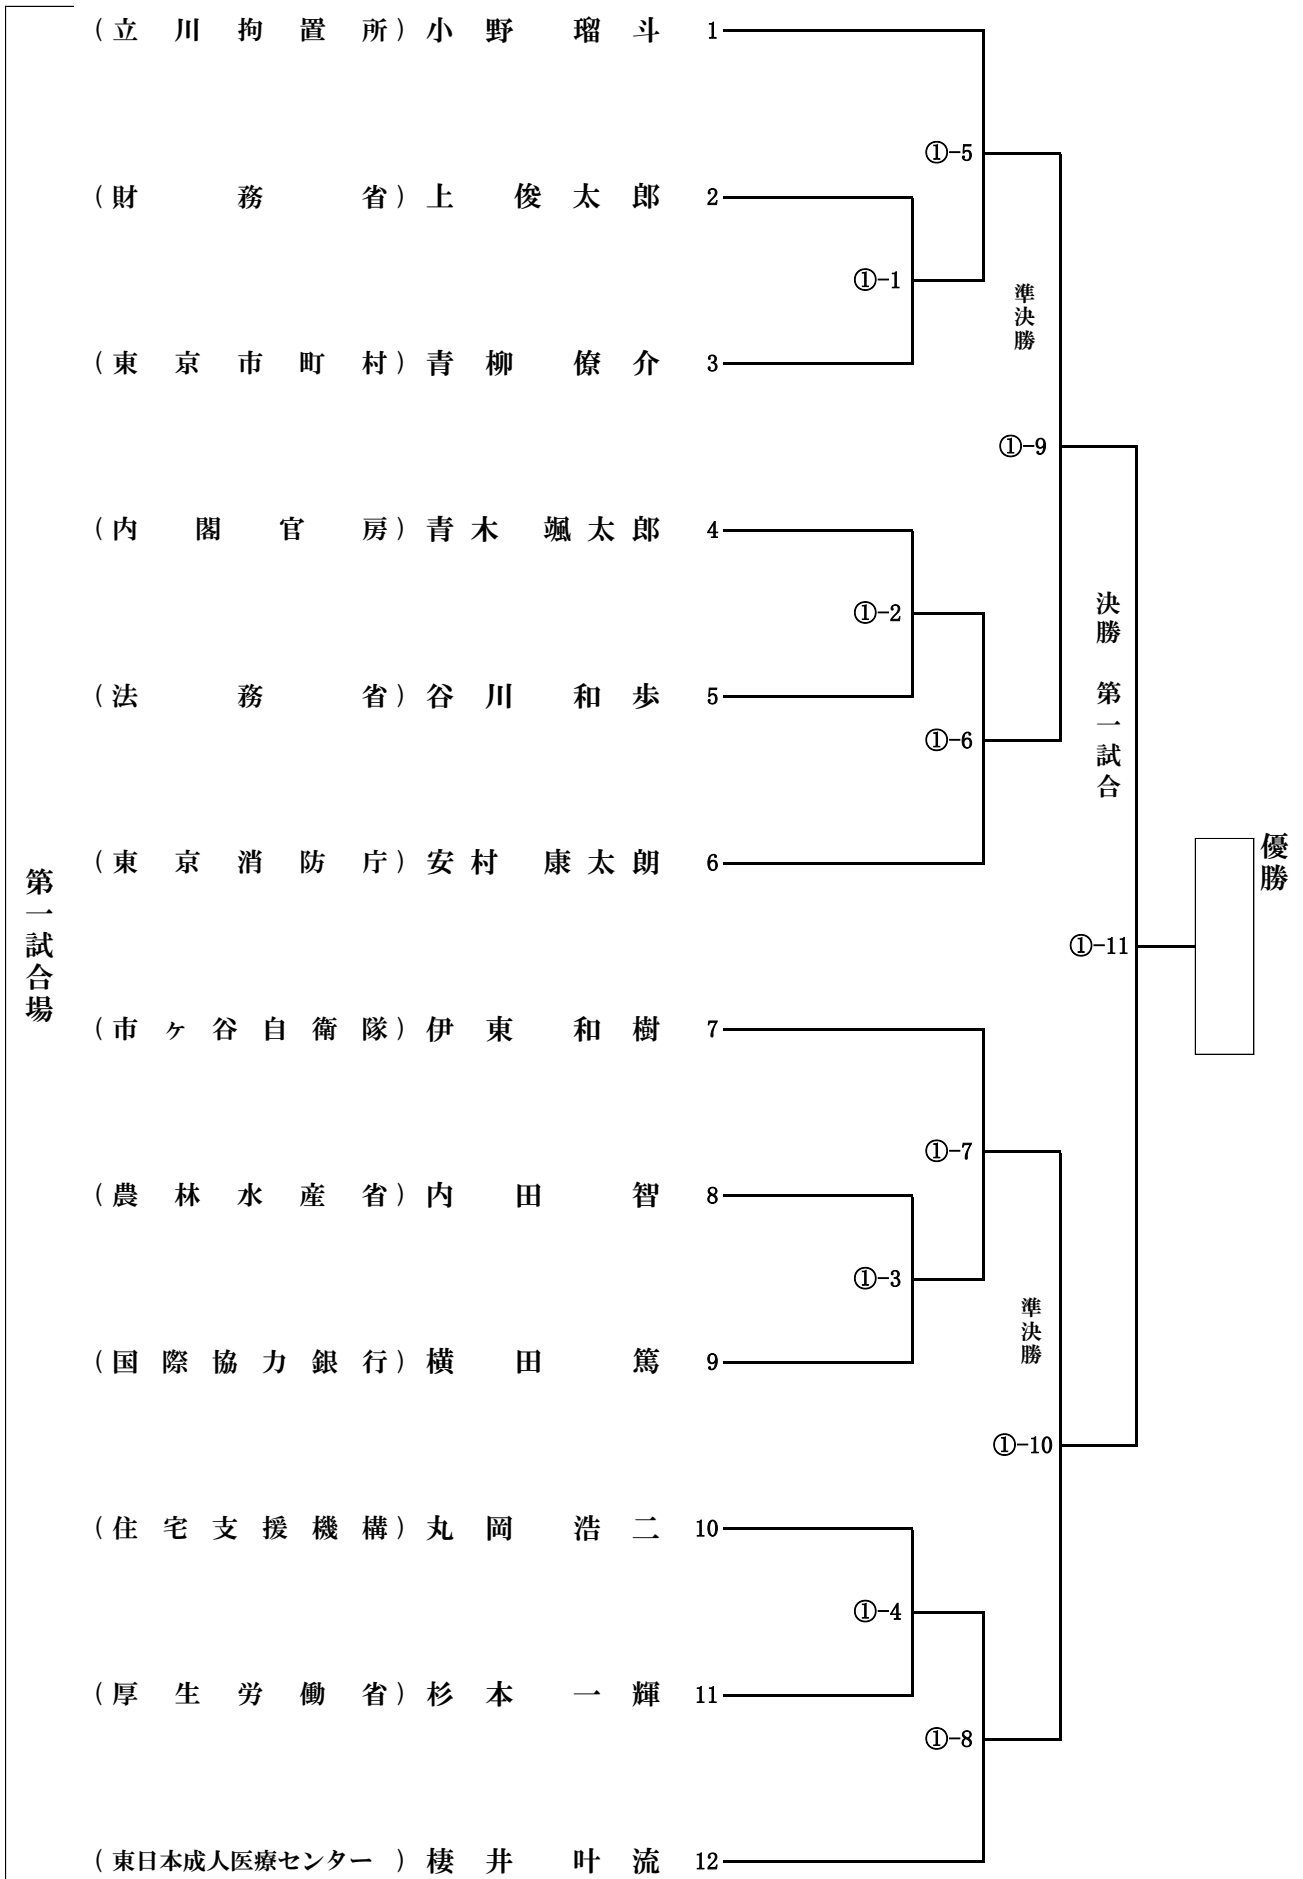 (立川拘置所) 小野 瑠斗 1
①-5
(財務省) 上 俊太郎 2
①-1
準決勝
(東京市町村) 青柳 僚介 3
①-9
(内閣官房) 青木 颯太郎 4
①-2
決勝 第一試合
(法務省) 谷川 和歩 5
①-6
(東京消防庁) 安村 康太朗 6
優勝
第一試合場
①-11
(市ヶ谷自衛隊) 伊東 和樹 7
①-7
(農林水産省) 内田 智 8
①-3
準決勝
(国際協力銀行) 横田 篤 9
①-10
(住宅支援機構) 丸岡 浩二 10
①-4
(厚生労働省) 杉本 一輝 11
①-8
(東日本成人医療センター) 棲井 叶流 12